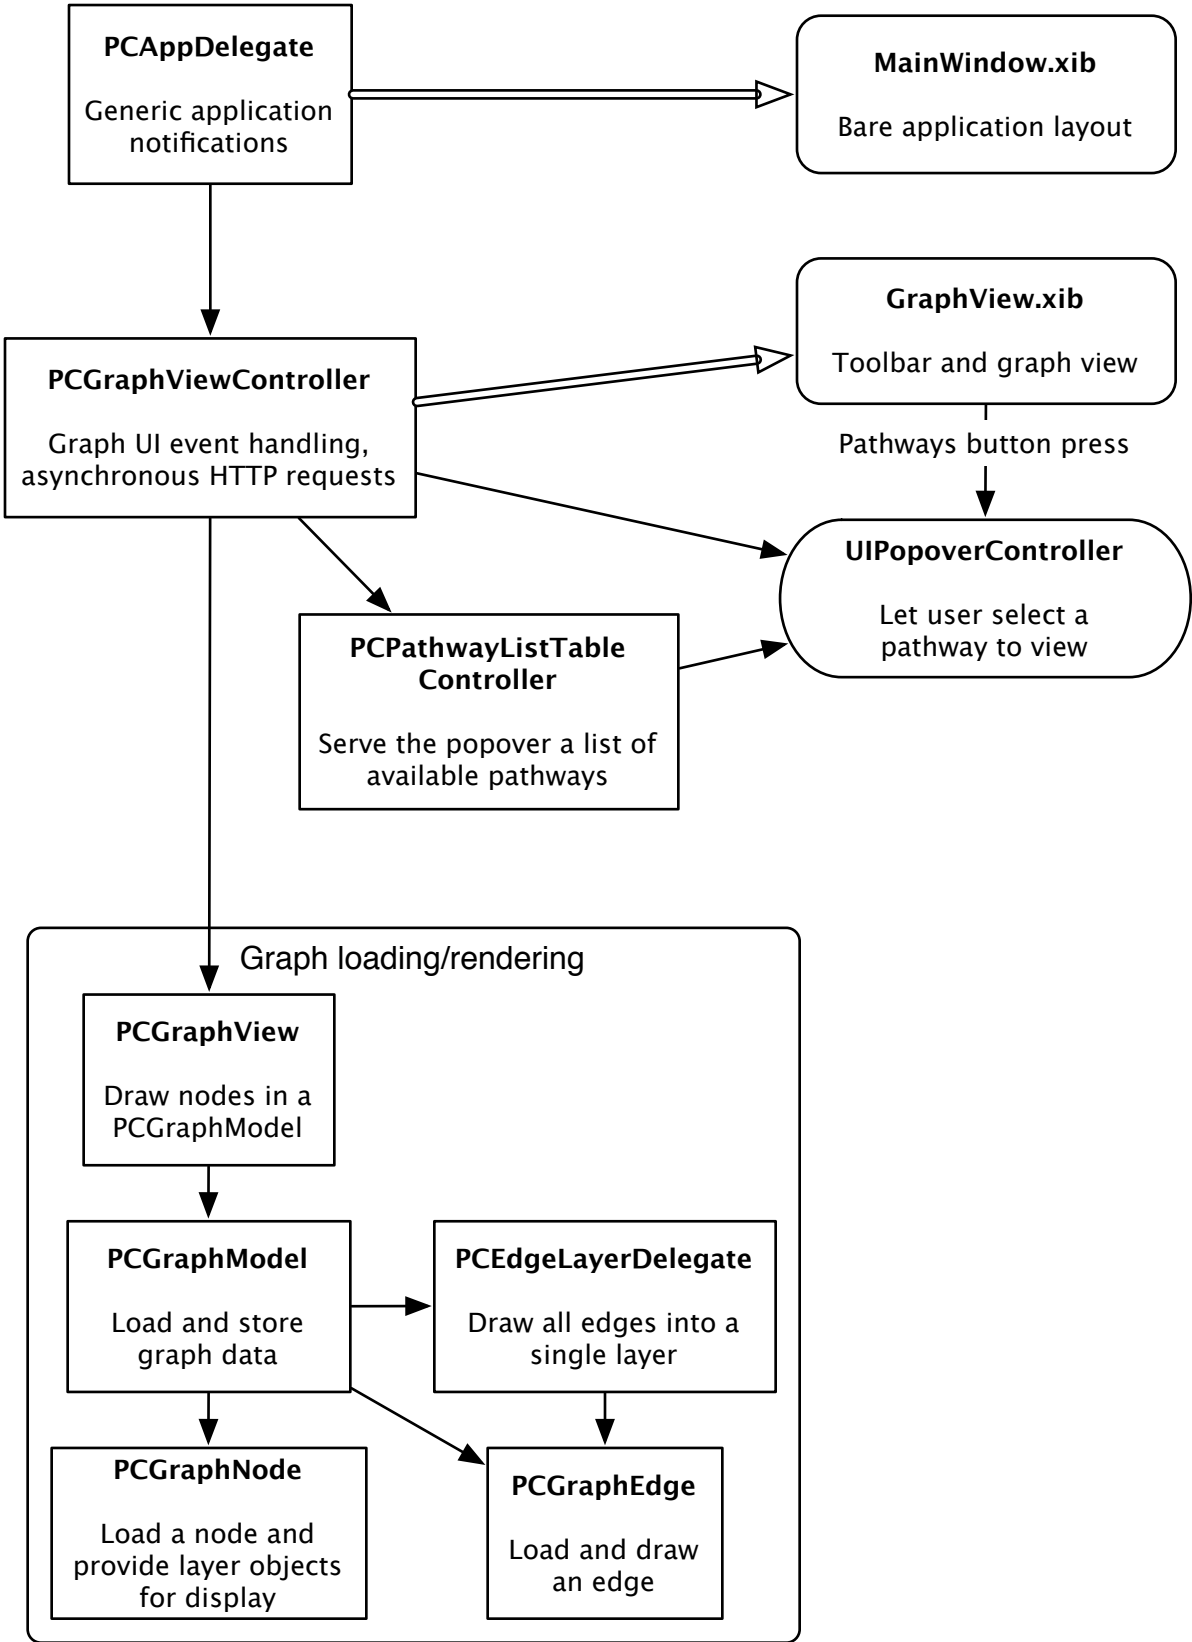 PCAppDelegate
Generic application
notifications
MainWindow.xib
Bare application layout
GraphView.xib
Toolbar and graph view
PCGraphViewController
Graph UI event handling,
asynchronous HTTP requests
Pathways button press
UIPopoverController
Let user select a
pathway to view
PCPathwayListTable
Controller
Serve the popover a list of
available pathways
Graph loading/rendering
PCGraphView
Draw nodes in a
PCGraphModel
PCGraphModel
Load and store
graph data
PCEdgeLayerDelegate
Draw all edges into a
single layer
PCGraphNode
Load a node and
provide layer objects
for display
PCGraphEdge
Load and draw
an edge